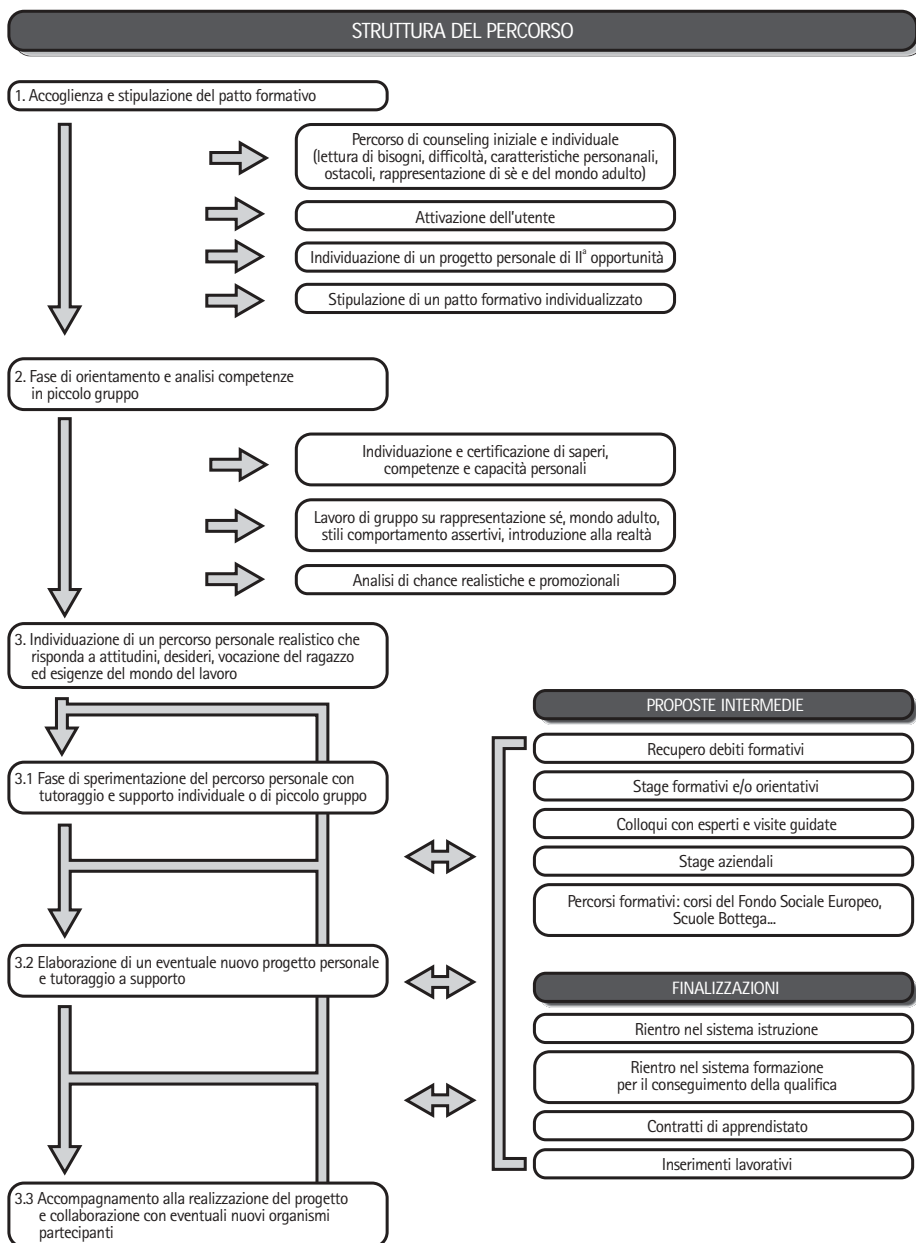 STRUTTURA DEL PERCORSO
1. Accoglienza e stipulazione del patto formativo
Percorso di counseling iniziale e individuale
(lettura di bisogni, difficoltà, caratteristiche personanali,
ostacoli, rappresentazione di sè e del mondo adulto)
Attivazione dell'utente
Individuazione di un progetto personale di IIª opportunità
Stipulazione di un patto formativo individualizzato
2. Fase di orientamento e analisi competenze
in piccolo gruppo
Individuazione e certificazione di saperi,
competenze e capacità personali
Lavoro di gruppo su rappresentazione sé, mondo adulto,
stili comportamento assertivi, introduzione alla realtà
Analisi di chance realistiche e promozionali
3. Individuazione di un percorso personale realistico che
risponda a attitudini, desideri, vocazione del ragazzo
ed esigenze del mondo del lavoro
3.1 Fase di sperimentazione del percorso personale con
tutoraggio e supporto individuale o di piccolo gruppo
3.2 Elaborazione di un eventuale nuovo progetto personale
e tutoraggio a supporto
3.3 Accompagnamento alla realizzazione del progetto
e collaborazione con eventuali nuovi organismi
partecipanti
PROPOSTE INTERMEDIE
Recupero debiti formativi
Stage formativi e/o orientativi
Colloqui con esperti e visite guidate
Stage aziendali
Percorsi formativi: corsi del Fondo Sociale Europeo,
Scuole Bottega...
FINALIZZAZIONI
Rientro nel sistema istruzione
Rientro nel sistema formazione
per il conseguimento della qualifica
Contratti di apprendistato
Inserimenti lavorativi